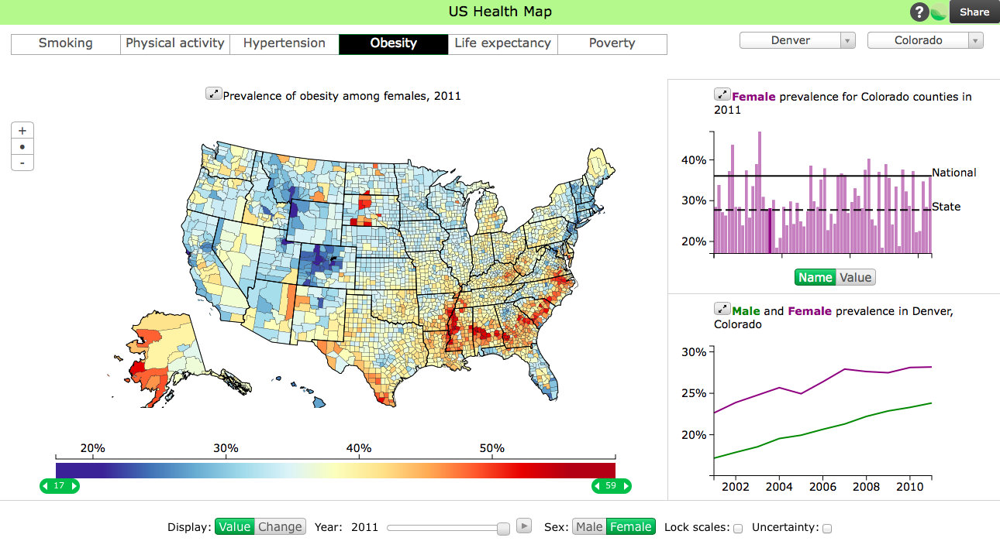 US Health Map
? Share
Smoking Physical activity Hypertension Obesity Life expectancy Poverty
Denver Colorado
Prevalence of obesity among females, 2011
+
-
Female prevalence for Colorado counties in
2011
40%
30%
20%
National
State
Name Value
Male and Female prevalence in Denver,
Colorado
30%
25%
20%
2002 2004 2006 2008 2010
20% 30% 40% 50%
17 59
Display: Value Change Year: 2011 Sex: Male Female Lock scales: Uncertainty: